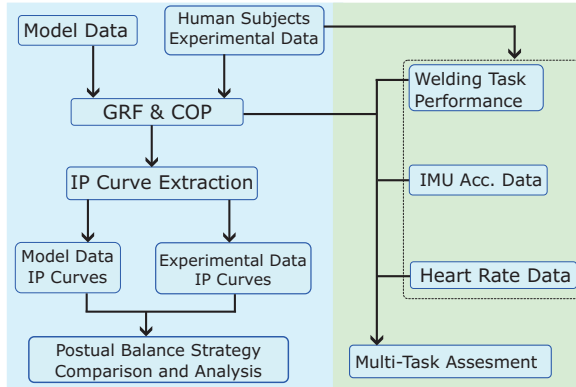 Model Data
Human Subjects
Experimental Data
Welding Task
Performance
GRF & COP
IP Curve Extraction
IMU Acc. Data
Model Data
IP Curves
Experimental Data
IP Curves
Heart Rate Data
Postual Balance Strategy
Comparison and Analysis
Multi-Task Assesment